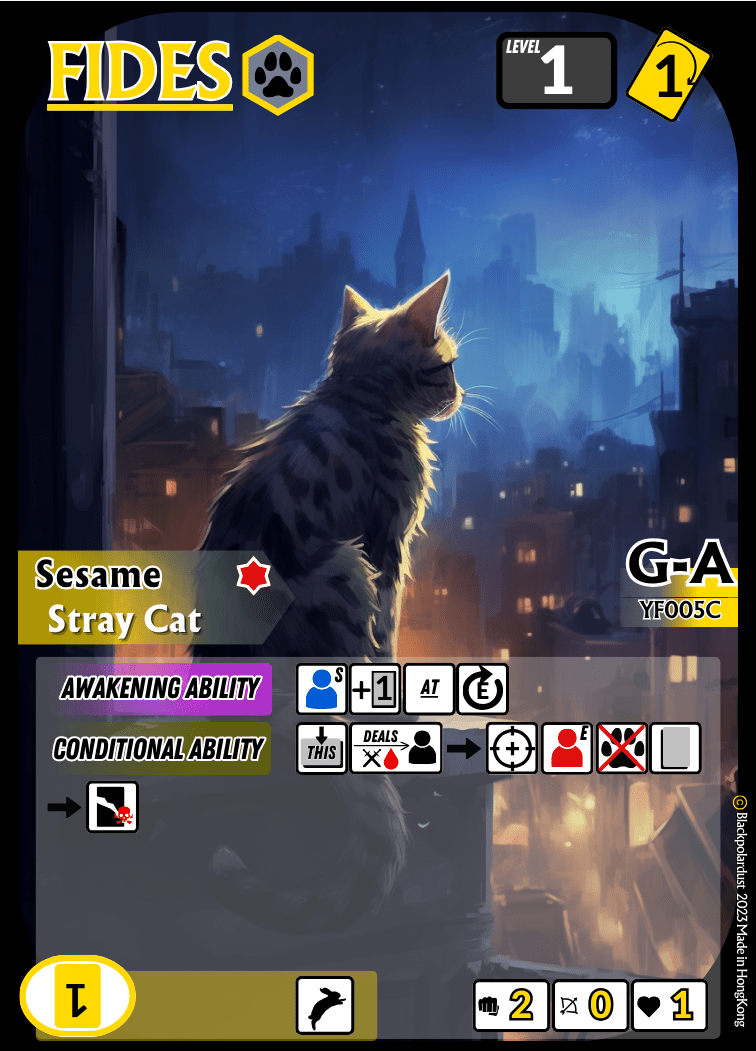 FIDES
LEVEL
1
1
Sesame
Stray Cat
G-A
YF005C
AWAKENING ABILITY
S
+1
AT
E
CONDITIONAL ABILITY
THIS
DEALS
E
© Blackpolardust 2023 Made in HongKong
1
2
0
1